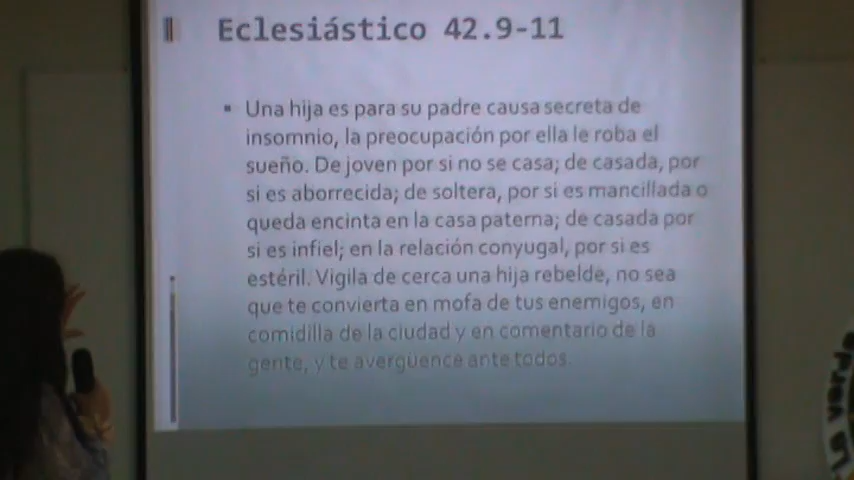 Eclesiástico 42.9-11
Una hija es para su padre causa secreta de
insomnio, la preocupación por ella le roba el
sueño. De joven por si no se casa; de casada, por
si es aborrecida; de soltera, por si es mancillada o
queda encinta en la casa paterna; de casada por
si es infiel; en la relación conyugal, por si es
estéril. Vigila de cerca una hija rebelde, no sea
que te convierta en mofa de tus enemigos, en
comidilla de la ciudad y en comentario de la
gente, y te avergüence ante todos.